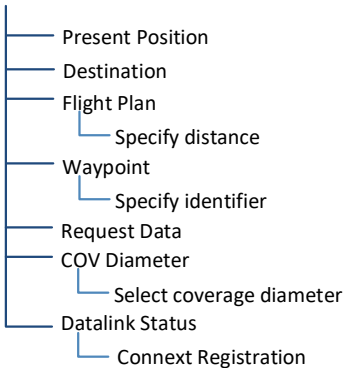 Present Position
Destination
Flight Plan
Specify distance
Waypoint
Specify identifier
Request Data
COV Diameter
Select coverage diameter
Datalink Status
Connext Registration